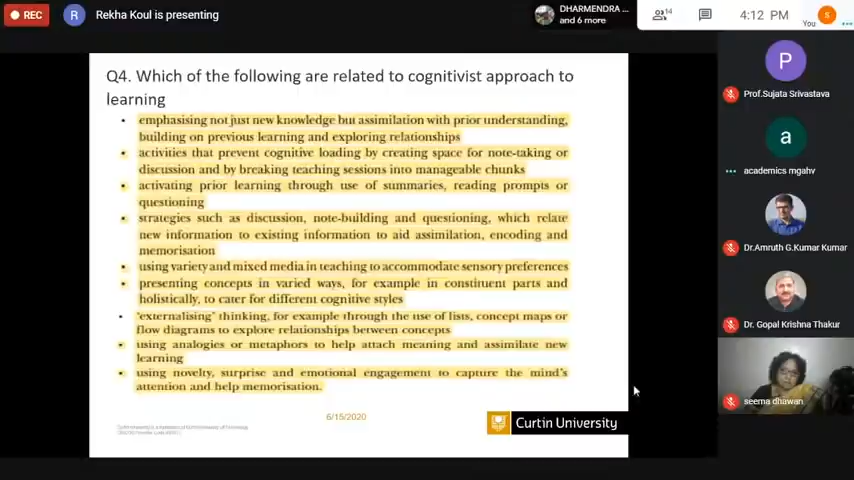 REC
R
Rekha Koul is presenting
DHARMENDRA ...
and 6 more
14
4:12 PM
You
S
Q4. Which of the following are related to cognitivist approach to
learning
• emphasising not just new knowledge but assimilation with prior understanding,
building on previous learning and exploring relationships
• activities that prevent cognitive loading by creating space for note-taking or
discussion and by breaking teaching sessions into manageable chunks
• activating prior learning through use of summaries, reading prompts or
questioning
• strategies such as discussion, note-building and questioning, which relate
new information to existing information to aid assimilation, encoding and
memorisation
• using variety and mixed media in teaching to accommodate sensory preferences
• presenting concepts in varied ways, for example in constituent parts and
holistically, to cater for different cognitive styles
• 'externalising' thinking, for example through the use of lists, concept maps or
flow diagrams to explore relationships between concepts
• using analogies or metaphors to help attach meaning and assimilate new
learning
• using novelty, surprise and emotional engagement to capture the mind's
attention and help memorisation.
6/15/2020
Curtin University
P
Prof.Sujata Srivastava
a
academics mgahv
Dr.Amruth G.Kumar Kumar
Dr. Gopal Krishna Thakur
seema dhawan